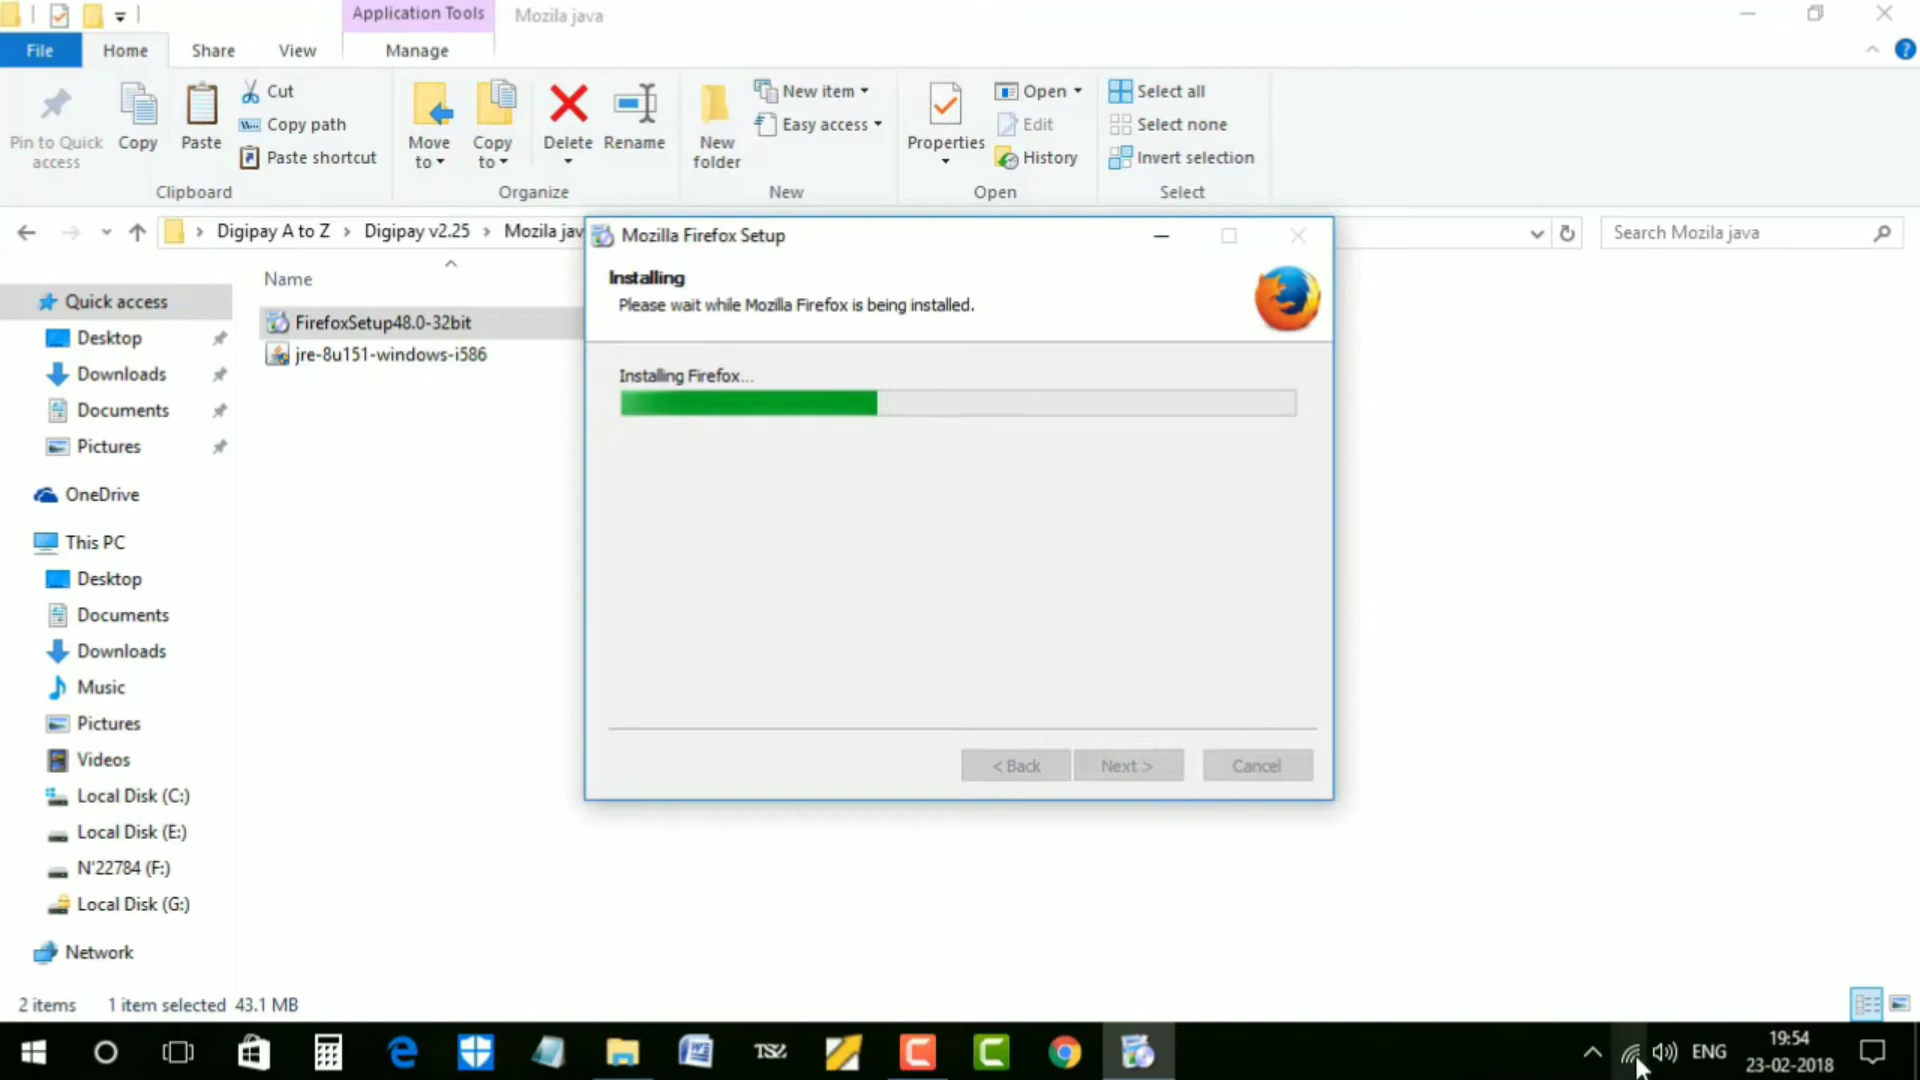 Application Tools
Mozila java
File
Home
Share
View
Manage
Pin to Quick access
Copy
Paste
Cut
Copy path
Paste shortcut
Clipboard
Move to
Copy to
Delete
Rename
Organize
New folder
New item
Easy access
New
Properties
Open
Edit
History
Open
Select all
Select none
Invert selection
Select
Digipay A to Z > Digipay v2.25 > Mozila jav
Search Mozila java
Name
Quick access
Desktop
Downloads
Documents
Pictures
OneDrive
This PC
Desktop
Documents
Downloads
Music
Pictures
Videos
Local Disk (C:)
Local Disk (E:)
N'22784 (F:)
Local Disk (G:)
Network
FirefoxSetup48.0-32bit
jre-8u151-windows-i586
Mozilla Firefox Setup
Installing
Please wait while Mozilla Firefox is being installed.
Installing Firefox...
< Back
Next >
Cancel
2 items
1 item selected 43.1 MB
TSZ
ENG
19:54
23-02-2018